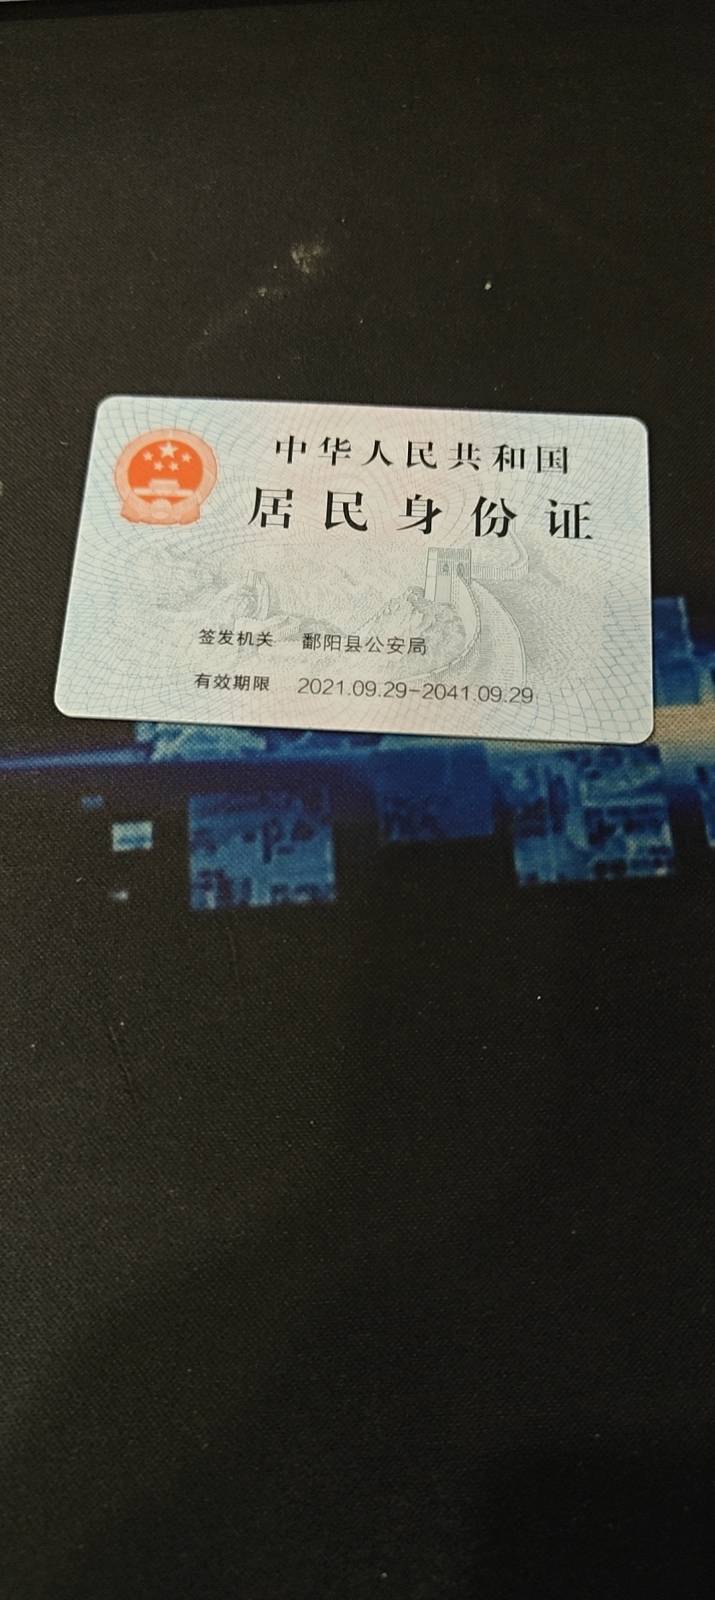 中华人民共和国
居民身份证
签发机关 鄱阳县公安局
有效期限 2021.09.29-2041.09.29